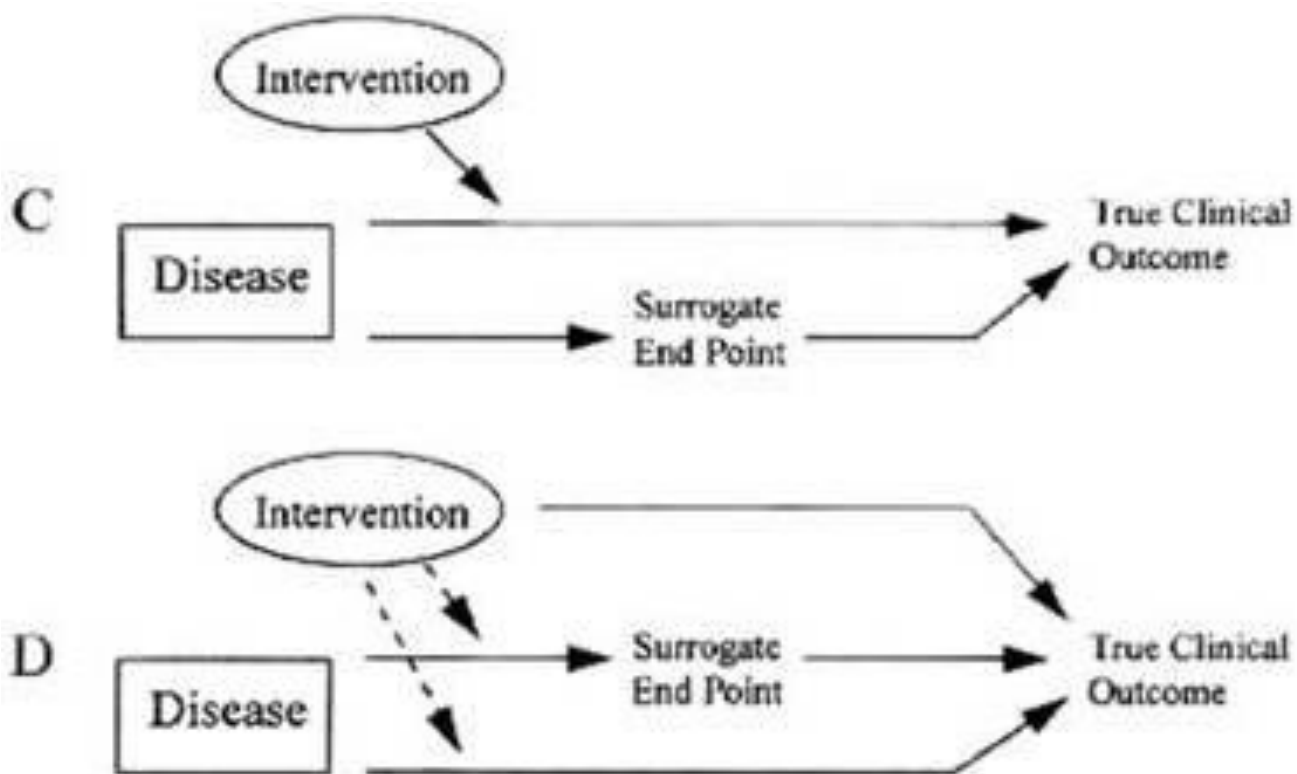 Intervention
C
True Clinical
Outcome
Disease
Surrogate
End Point
Intervention
D
Surrogate
End Point
True Clinical
Outcome
Disease